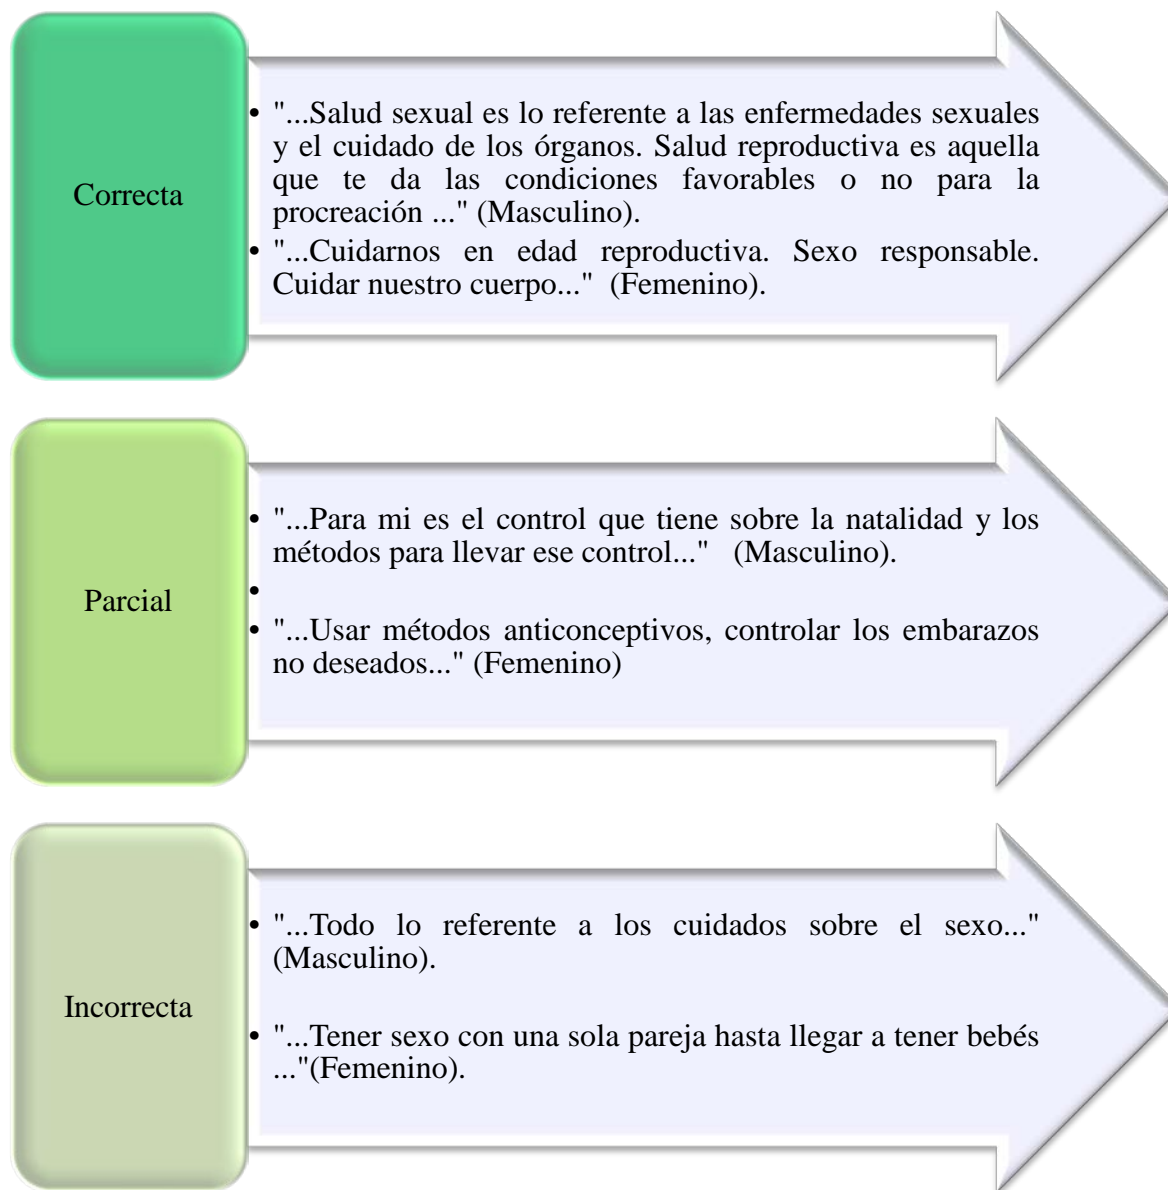 Correcta
• "...Salud sexual es lo referente a las enfermedades sexuales
y el cuidado de los órganos. Salud reproductiva es aquella
que te da las condiciones favorables o no para la
procreación ..." (Masculino).
• "...Cuidarnos en edad reproductiva. Sexo responsable.
Cuidar nuestro cuerpo..." (Femenino).
Parcial
• "...Para mi es el control que tiene sobre la natalidad y los
métodos para llevar ese control..." (Masculino).
•
• "...Usar métodos anticonceptivos, controlar los embarazos
no deseados..." (Femenino)
Incorrecta
• "...Todo lo referente a los cuidados sobre el sexo..."
(Masculino).
• "...Tener sexo con una sola pareja hasta llegar a tener bebés
..."(Femenino).